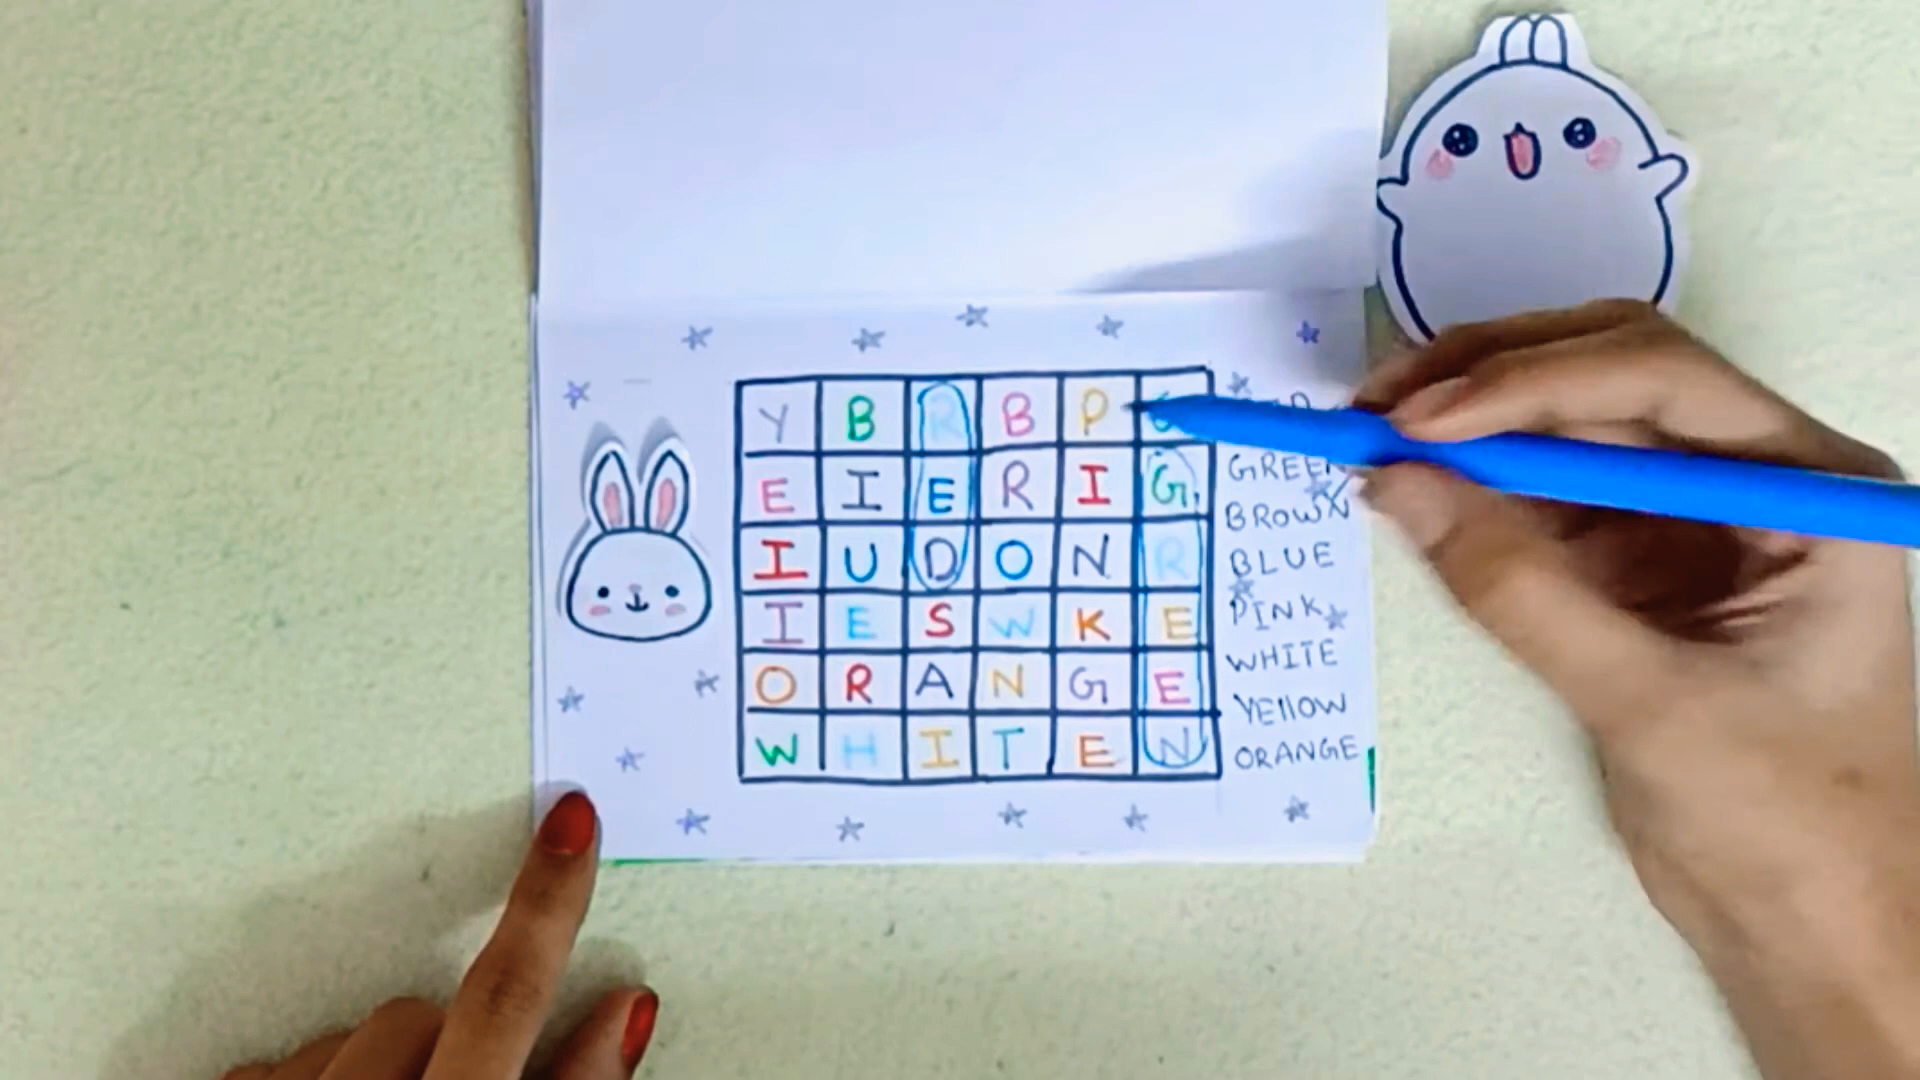 Y B R B P G
E I E R I G
I U D O N R
I E S W K E
O R A N G E
W H I T E N
GREEN
BROWN
BLUE
PINK
WHITE
YEllOW
ORANGE